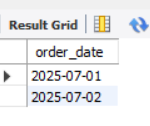 Result Grid
order_date
2025-07-01
2025-07-02